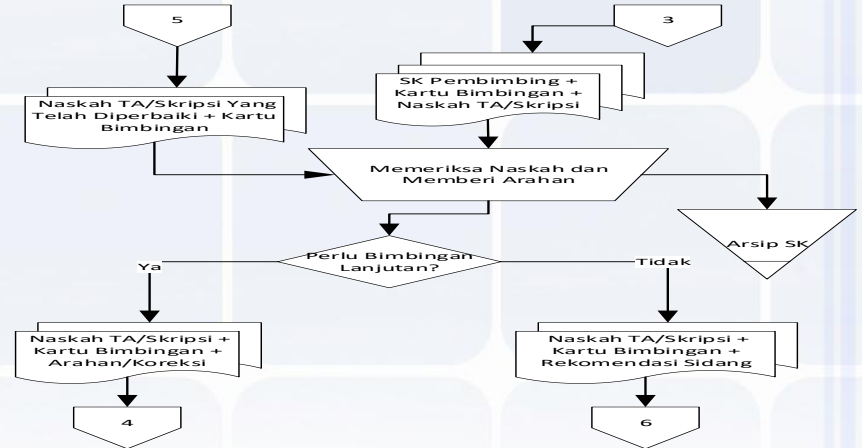 5
3
SK Pembimbing +
Kartu Bimbingan +
Naskah TA/Skripsi
Naskah TA/Skripsi Yang
Telah Diperbaiki + Kartu
Bimbingan
Memeriksa Naskah dan
Memberi Arahan
Arsip SK
Perlu Bimbingan
Lanjutan?
Ya
Tidak
Naskah TA/Skripsi +
Kartu Bimbingan +
Arahan/Koreksi
Naskah TA/Skripsi +
Kartu Bimbingan +
Rekomendasi Sidang
4
6